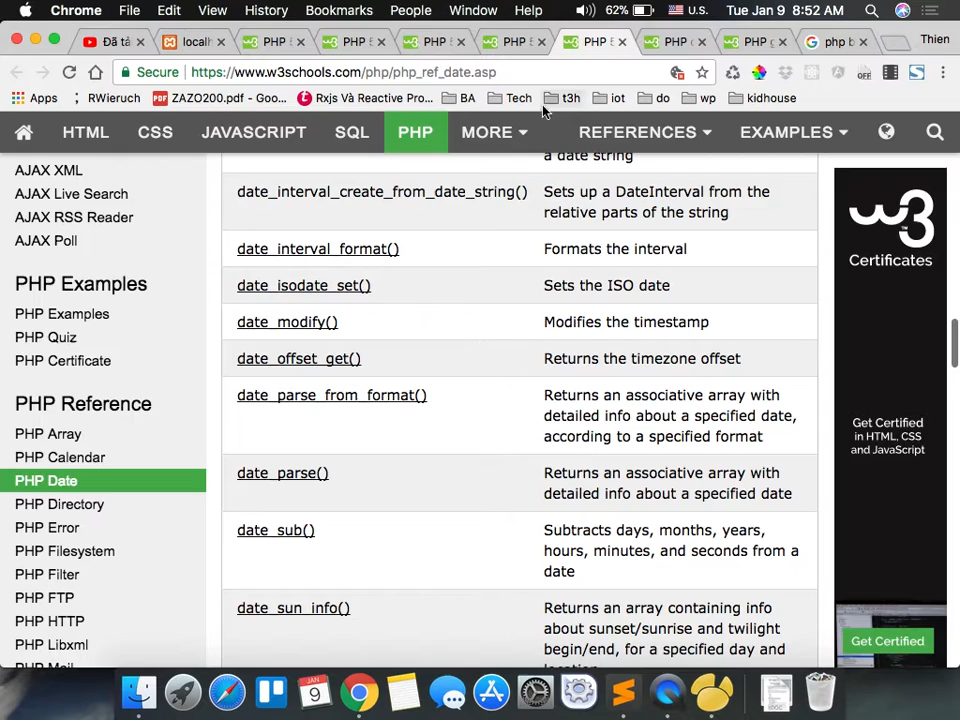 Chrome File Edit View History Bookmarks People Window Help 62% U.S. Tue Jan 9 8:52 AM
Đã tả localh PHP E PHP E PHP E PHP E PHP E PHP c PHP g php b Thien
Secure https://www.w3schools.com/php/php_ref_date.asp
Apps RWieruch ZAZO200.pdf - Goo... Rxjs Và Reactive Pro... BA Tech t3h iot do wp kidhouse
HTML CSS JAVASCRIPT SQL PHP MORE REFERENCES EXAMPLES
AJAX XML
AJAX Live Search
AJAX RSS Reader
AJAX Poll
PHP Examples
PHP Examples
PHP Quiz
PHP Certificate
PHP Reference
PHP Array
PHP Calendar
PHP Date
PHP Directory
PHP Error
PHP Filesystem
PHP Filter
PHP FTP
PHP HTTP
PHP Libxml
PHP Mail
a date string
date_interval_create_from_date_string() Sets up a DateInterval from the
relative parts of the string
date_interval_format() Formats the interval
date_isodate_set() Sets the ISO date
date_modify() Modifies the timestamp
date_offset_get() Returns the timezone offset
date_parse_from_format() Returns an associative array with
detailed info about a specified date,
according to a specified format
date_parse() Returns an associative array with
detailed info about a specified date
date_sub() Subtracts days, months, years,
hours, minutes, and seconds from a
date
date_sun_info() Returns an array containing info
about sunset/sunrise and twilight
begin/end, for a specified day and
location
w3
Certificates
Get Certified
in HTML, CSS
and JavaScript
Get Certified
JAN
9